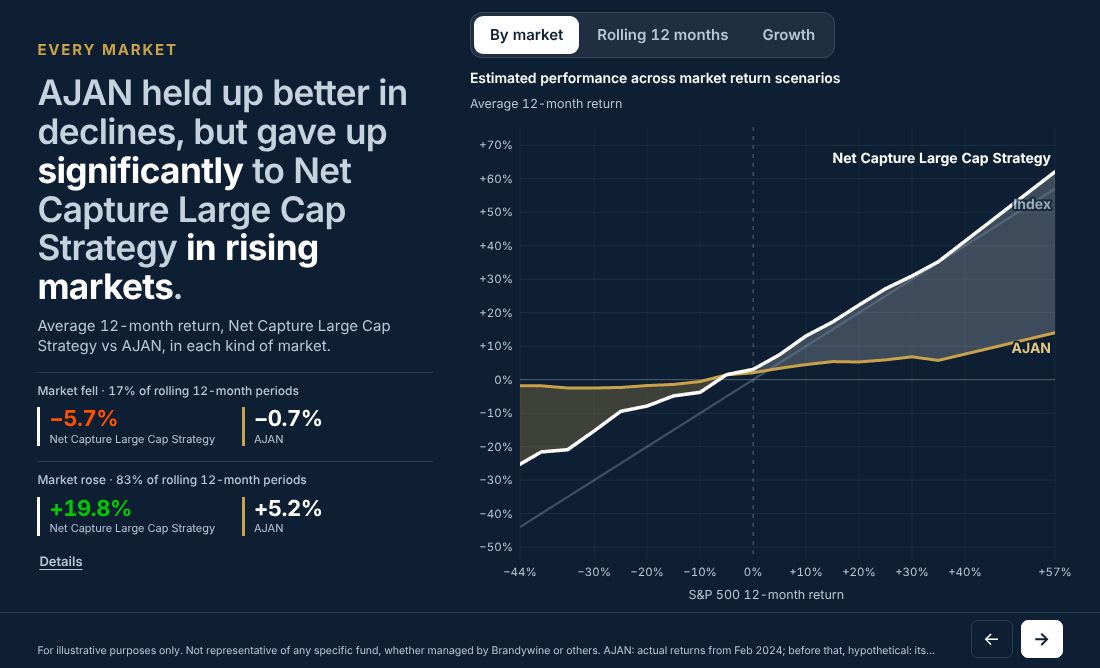 EVERY MARKET
AJAN held up better in
declines, but gave up
significantly to Net
Capture Large Cap
Strategy in rising
markets.
Average 12-month return, Net Capture Large Cap
Strategy vs AJAN, in each kind of market.
Market fell · 17% of rolling 12-month periods
−5.7%
Net Capture Large Cap Strategy
−0.7%
AJAN
Market rose · 83% of rolling 12-month periods
+19.8%
Net Capture Large Cap Strategy
+5.2%
AJAN
Details
By market
Rolling 12 months
Growth
Estimated performance across market return scenarios
Average 12-month return
+70%
+60%
+50%
+40%
+30%
+20%
+10%
0%
−10%
−20%
−30%
−40%
−50%
Net Capture Large Cap Strategy
Index
AJAN
−44%
−30%
−20%
−10%
0%
+10%
+20%
+30%
+40%
+57%
S&P 500 12-month return
For illustrative purposes only. Not representative of any specific fund, whether managed by Brandywine or others. AJAN: actual returns from Feb 2024; before that, hypothetical: its…